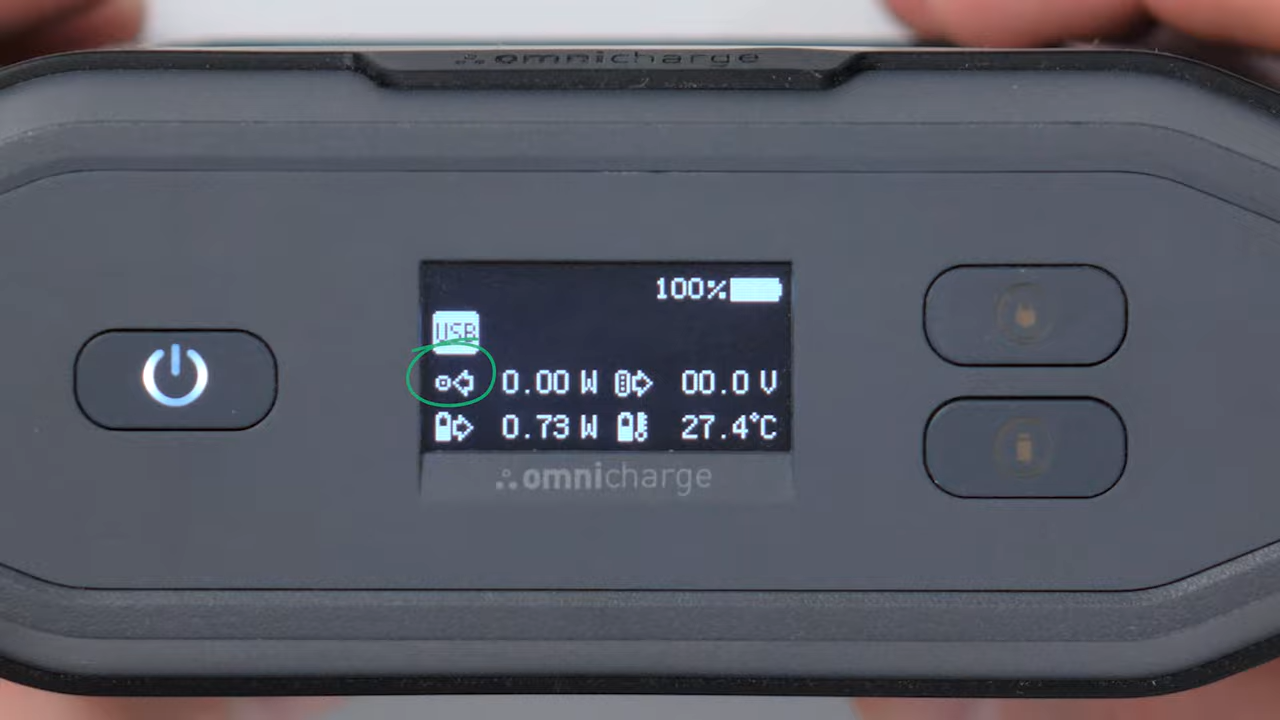 omnicharge
100%
USB
0.00 W 00.0 V
0.73 W 27.4°C
omnicharge